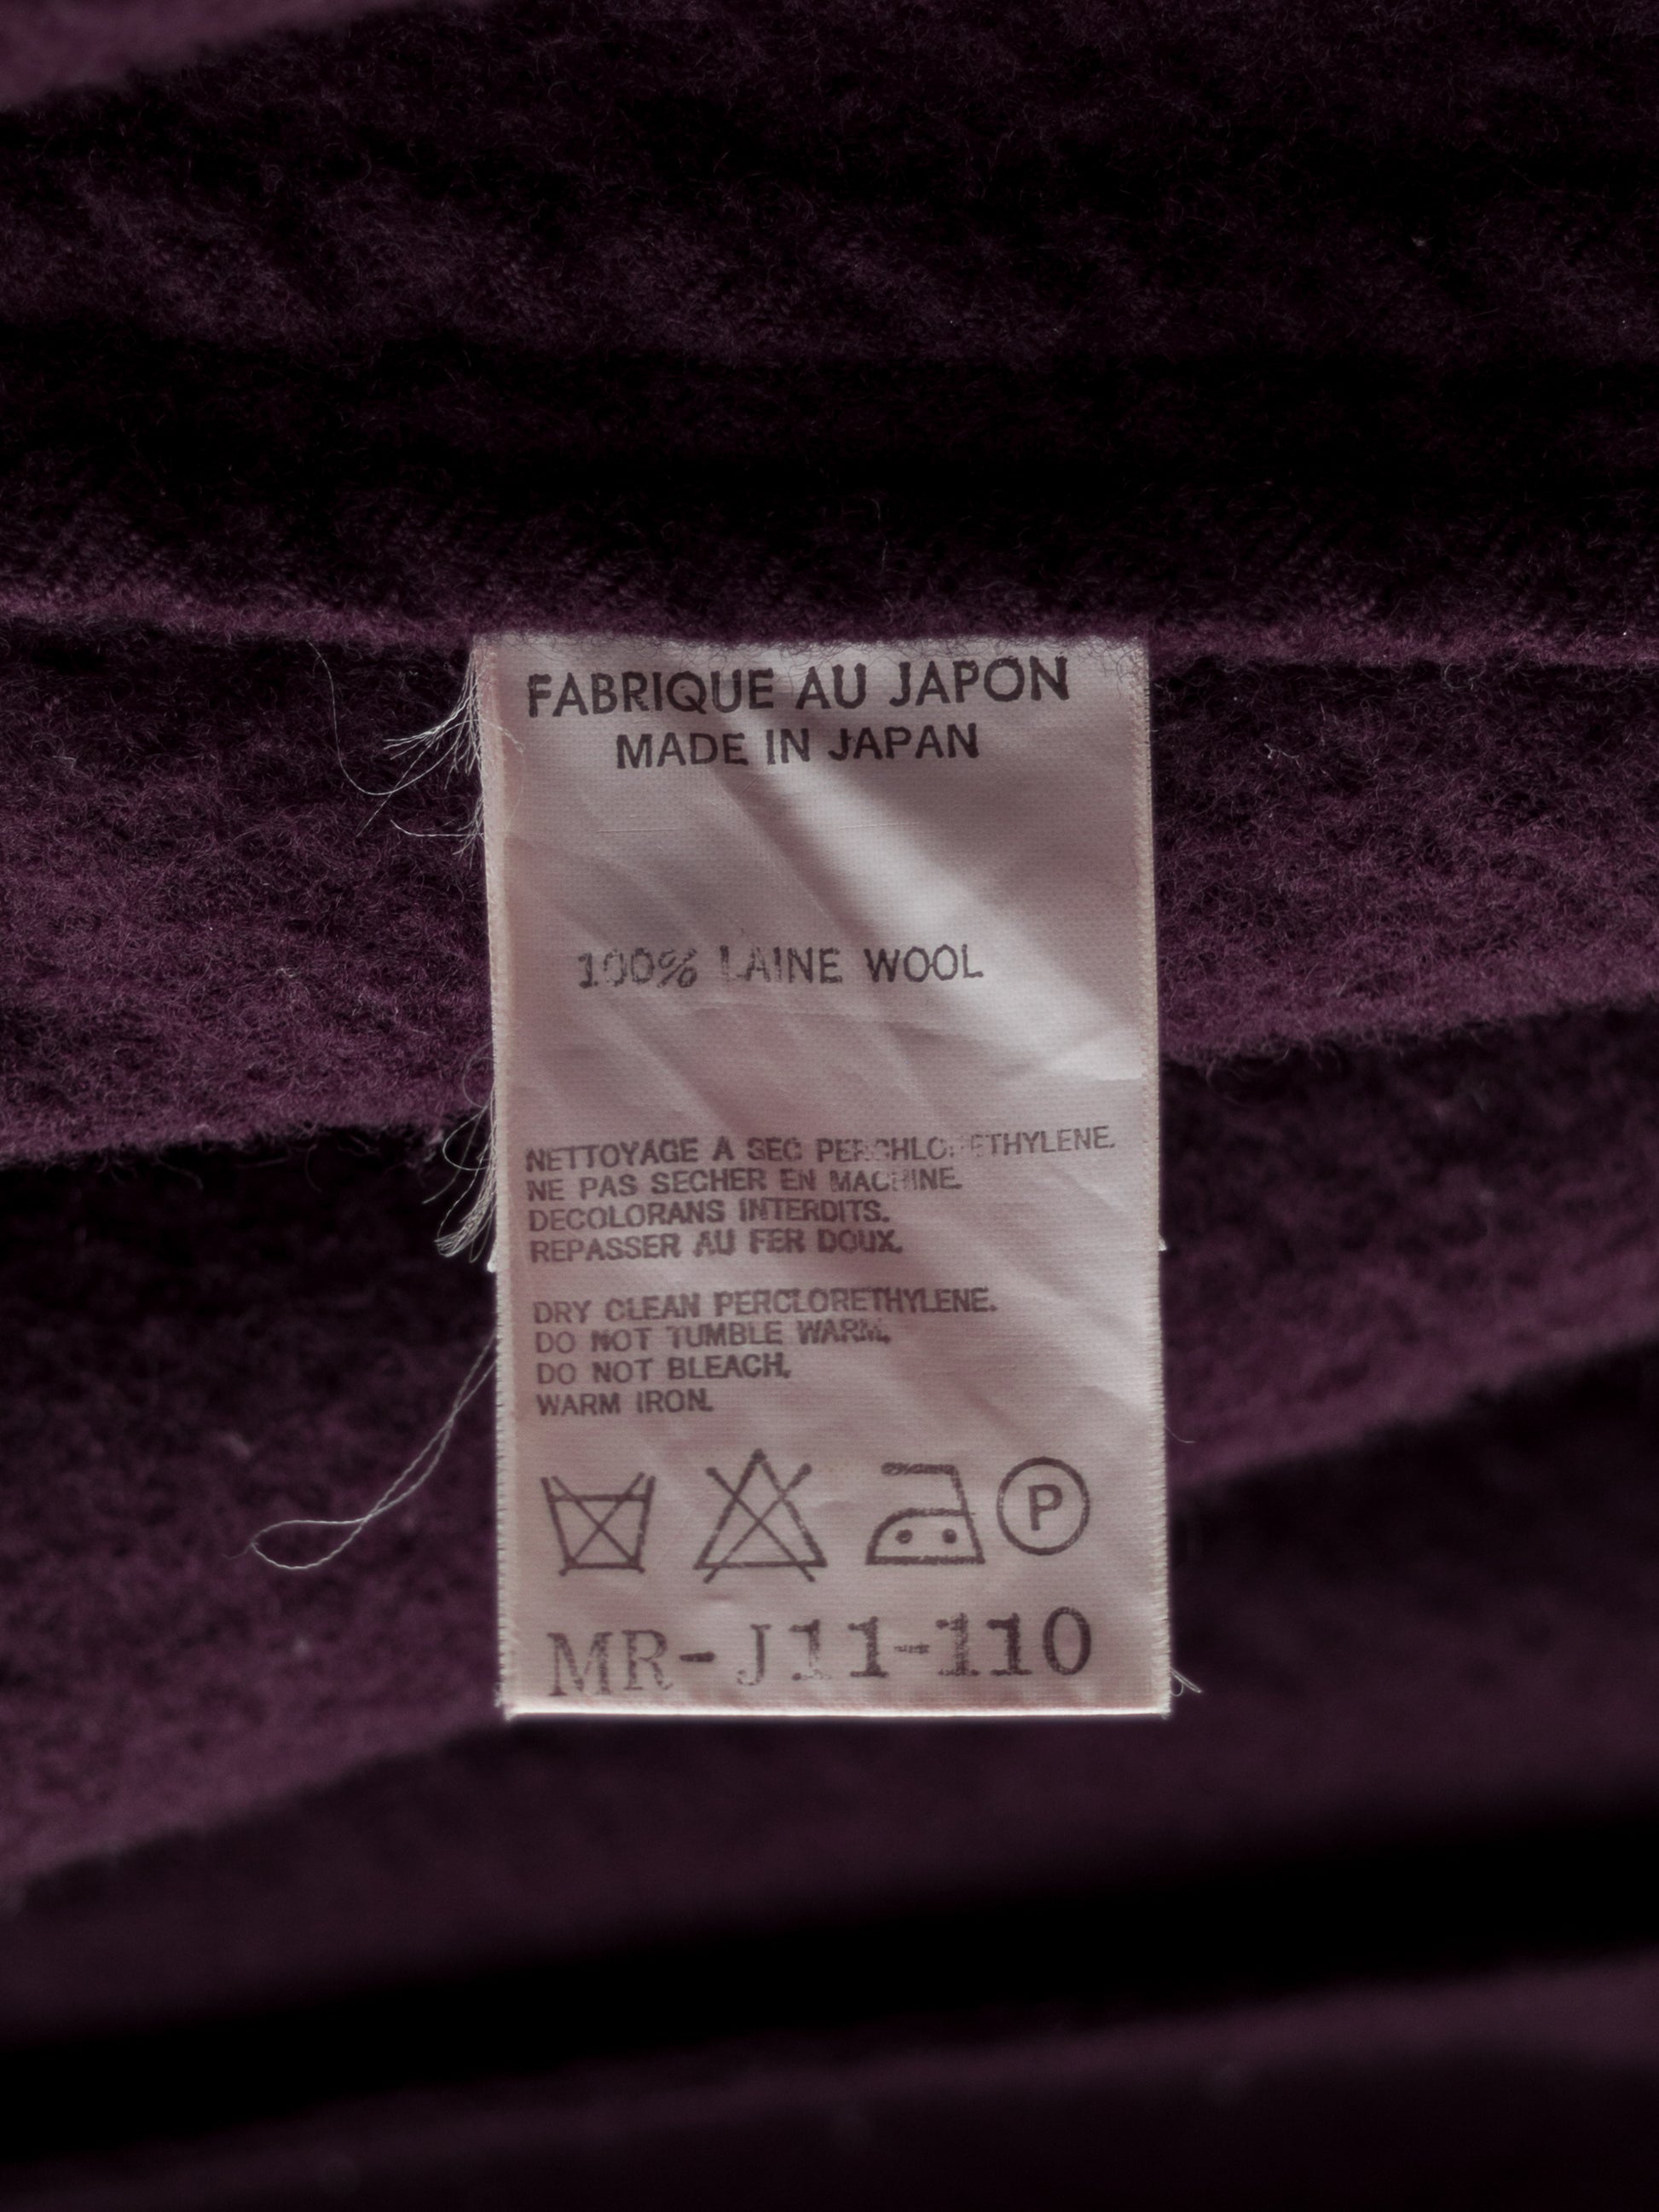 FABRIQUE AU JAPON
MADE IN JAPAN
100% LAINE WOOL
NETTOYAGE A SEC PERCHLORETHYLENE.
NE PAS SECHER EN MACHINE.
DECOLORANS INTERDITS.
REPASSER AU FER DOUX.
DRY CLEAN PERCLORETHYLENE.
DO NOT TUMBLE WARM.
DO NOT BLEACH.
WARM IRON.
P
MR-J11-110